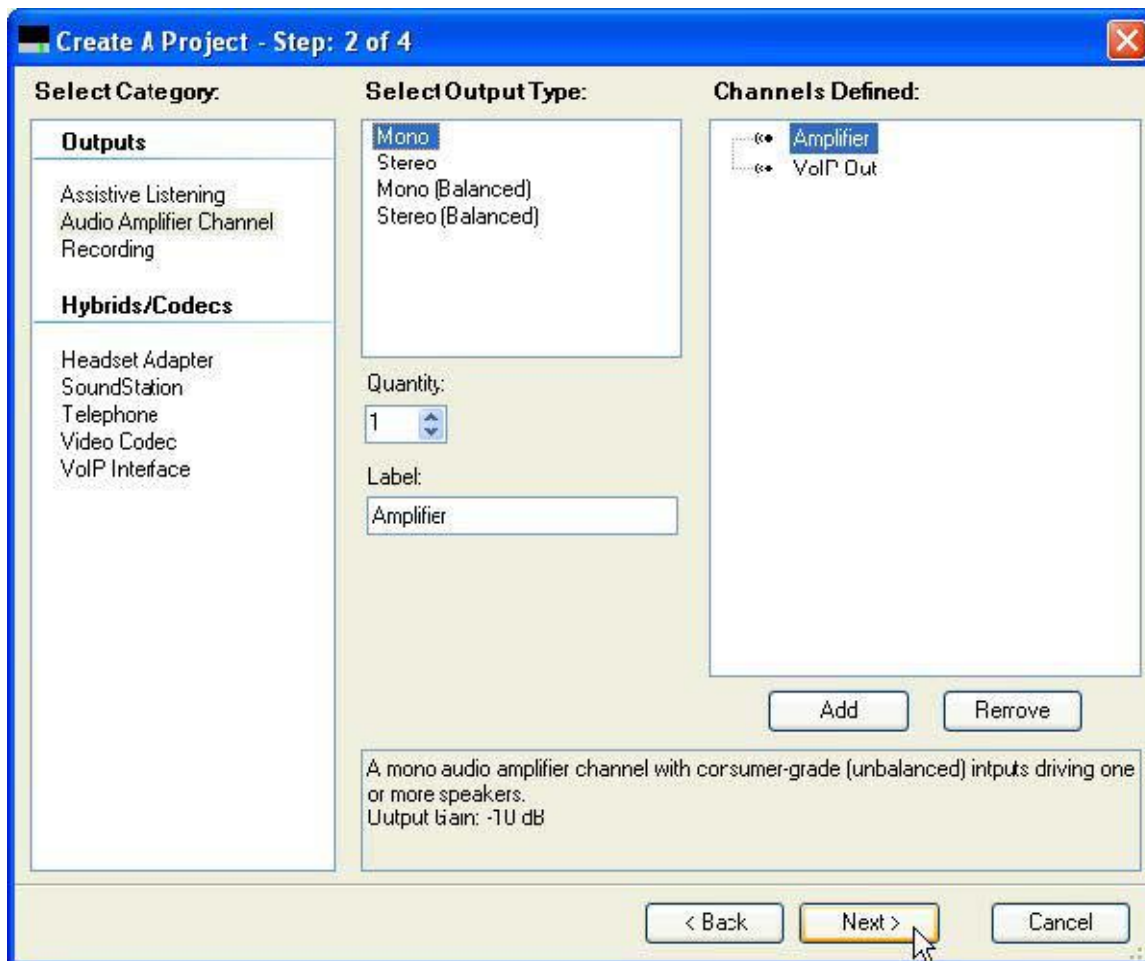 Create A Project - Step: 2 of 4
Select Category:
Outputs
Assistive Listening
Audio Amplifier Channel
Recording
Hybrids/Codecs
Headset Adapter
SoundStation
Telephone
Video Codec
VoIP Interface
Select Output Type:
Mono
Stereo
Mono (Balanced)
Stereo (Balanced)
Quantity:
1
Label:
Amplifier
Channels Defined:
Amplifier
VoIP Out
Add
Remove
A mono audio amplifier channel with consumer-grade (unbalanced) intputs driving one
or more speakers.
Output Gain: -10 dB
< Back
Next >
Cancel